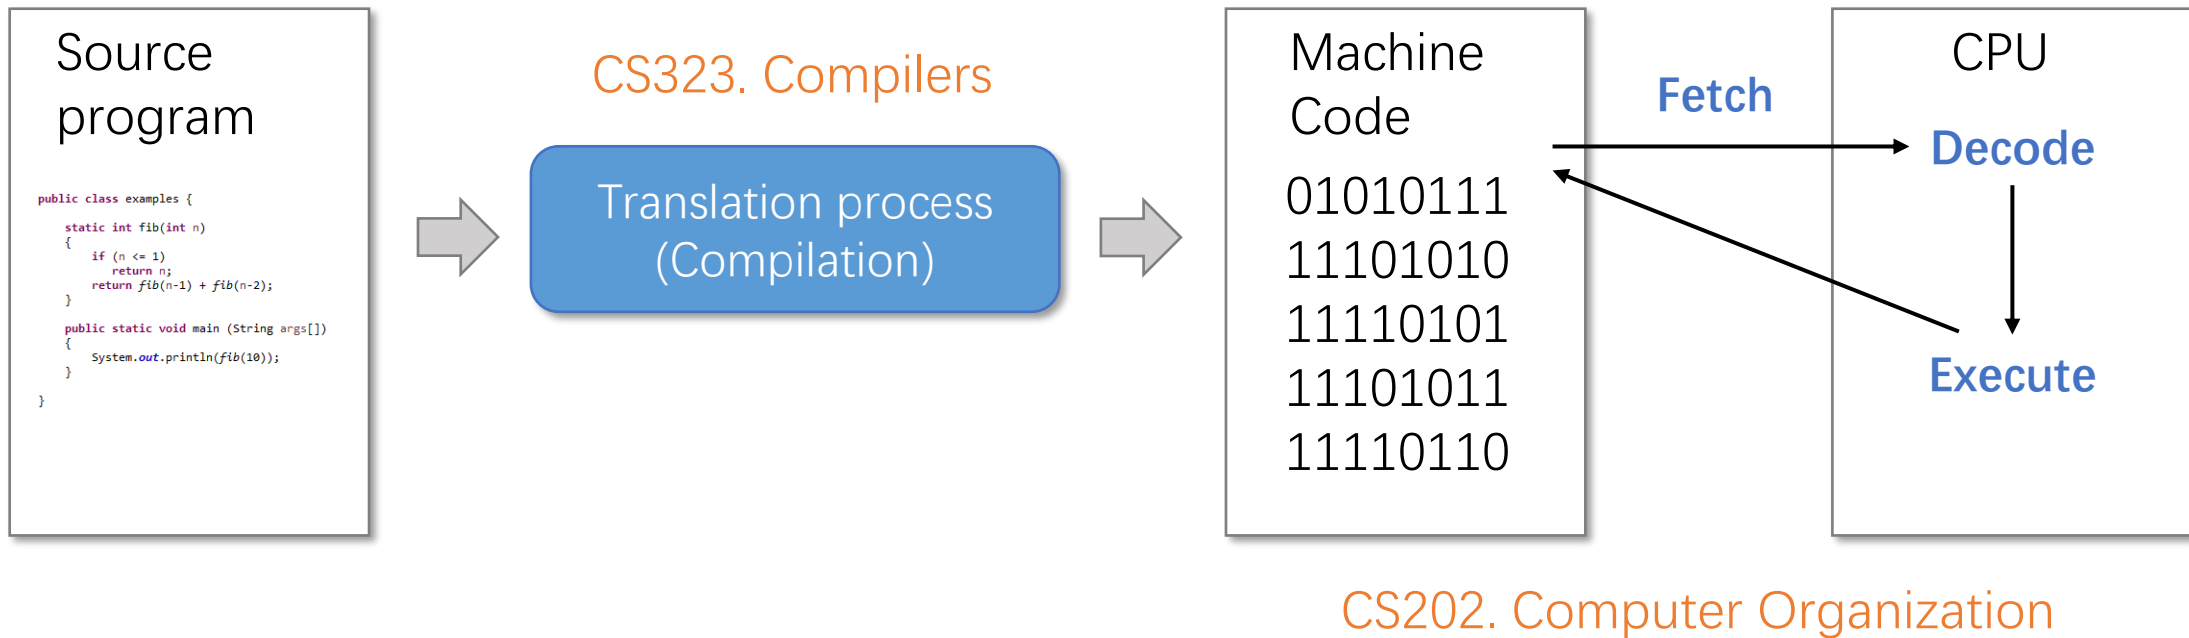 Source
program
public class examples {
static int fib(int n)
{
if (n <= 1)
return n;
return fib(n-1) + fib(n-2);
}
public static void main (String args[])
{
System.out.println(fib(10));
}
}
CS323. Compilers
Translation process
(Compilation)
Machine
Code
01010111
11101010
11110101
11101011
11110110
Fetch
CPU
Decode
Execute
CS202. Computer Organization